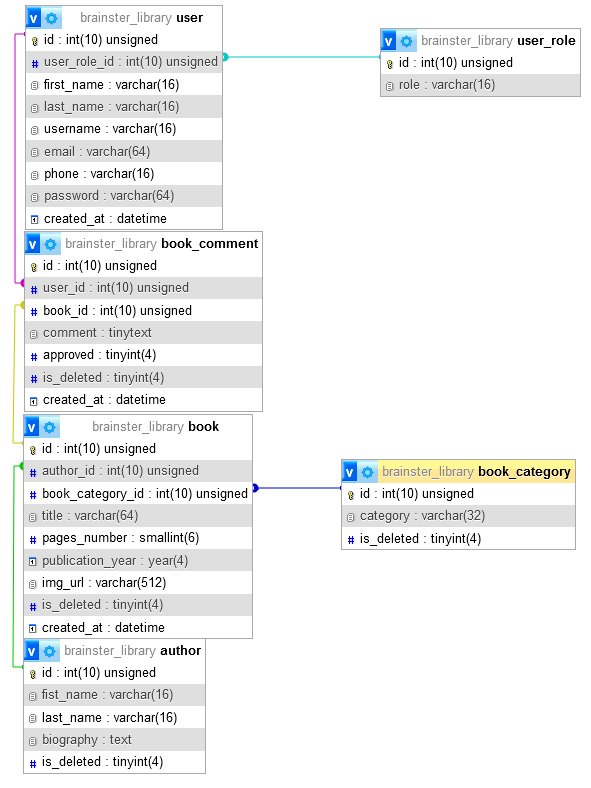 v brainster_library user
id : int(10) unsigned
# user_role_id : int(10) unsigned
first_name : varchar(16)
last_name : varchar(16)
username : varchar(16)
email : varchar(64)
phone : varchar(16)
password : varchar(64)
created_at : datetime
v brainster_library user_role
id : int(10) unsigned
role : varchar(16)
v brainster_library book_comment
id : int(10) unsigned
# user_id : int(10) unsigned
# book_id : int(10) unsigned
comment : tinytext
# approved : tinyint(4)
# is_deleted : tinyint(4)
created_at : datetime
v brainster_library book
id : int(10) unsigned
# author_id : int(10) unsigned
# book_category_id : int(10) unsigned
title : varchar(64)
# pages_number : smallint(6)
publication_year : year(4)
img_url : varchar(512)
# is_deleted : tinyint(4)
created_at : datetime
v brainster_library book_category
id : int(10) unsigned
category : varchar(32)
# is_deleted : tinyint(4)
v brainster_library author
id : int(10) unsigned
fist_name : varchar(16)
last_name : varchar(16)
biography : text
# is_deleted : tinyint(4)